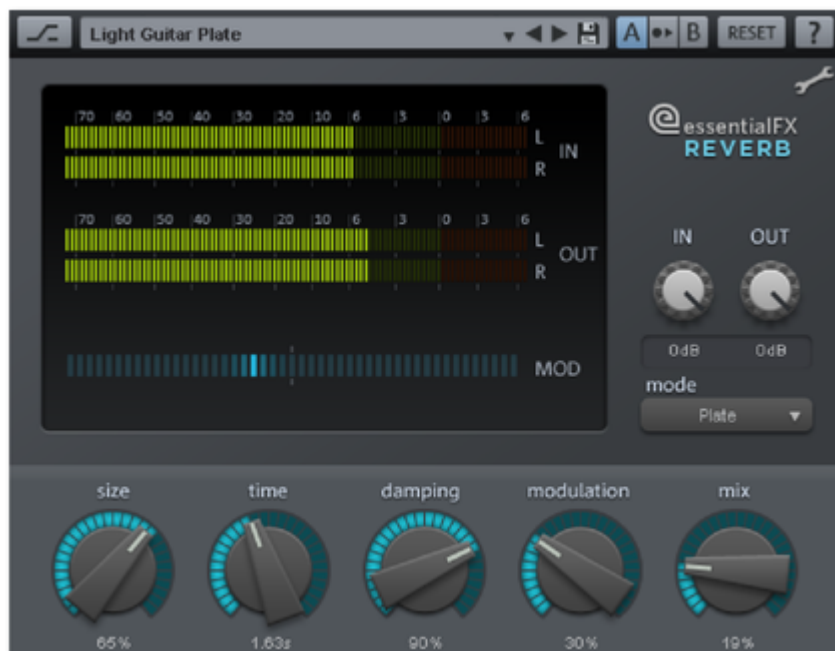 Light Guitar Plate
A B RESET ?
70 60 50 40 30 20 10 6 3 0 3 6
L
IN
R
70 60 50 40 30 20 10 6 3 0 3 6
L
OUT
R
MOD
essentialFX
REVERB
IN OUT
0dB 0dB
mode
Plate
size time damping modulation mix
65% 1.63s 90% 30% 19%